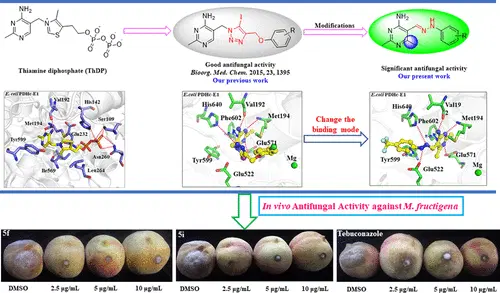 NH2
N
N
N+
S
O
P
O
O-
O
P
O-
O
O-
Thiamine diphosphate (ThDP)
NH2
I
N
N
N
N=N
O
R
Good antifungal activity
Bioorg. Med. Chem. 2015, 23, 1395
Our previous work
Modifications
NH2
N
N
N
H
N
R
Significant antifungal activity
Our present work
E.coli PDHc-E1
Val192
His142
Met194
Ser109
Glu232
Tyr599
Asn260
Ile569
Leu264
E.coli PDHc-E1
His640
Val192
Phe602
Met194
Tyr599
Glu571
Mg
Glu522
Change the
binding mode
E.coli PDHc-E1
His640
Val192
Phe602
Met194
Tyr599
Glu571
Mg
Glu522
In vivo Antifungal Activity against M. fructigena
5f
DMSO 2.5 μg/mL 5 μg/mL 10 μg/mL
5i
DMSO 2.5 μg/mL 5 μg/mL 10 μg/mL
Tebuconazole
DMSO 2.5 μg/mL 5 μg/mL 10 μg/mL